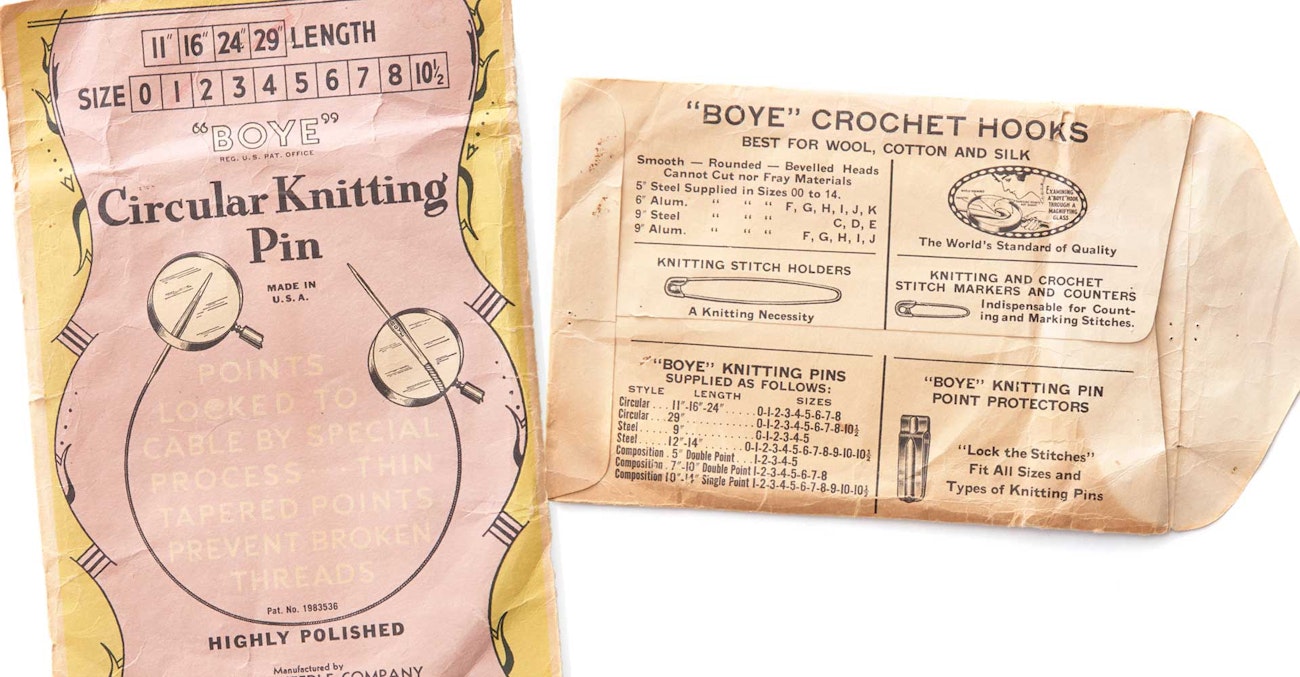 11" 16" 24" 29" LENGTH
SIZE 0 1 2 3 4 5 6 7 8 10½
"BOYE"
REG. U.S. PAT. OFFICE
Circular Knitting
Pin
MADE IN
U.S.A.
POINTS
LOCKED TO
CABLE BY SPECIAL
PROCESS
TAPERED POINTS
PREVENT BROKEN
THREADS
Pat. No. 1983536
HIGHLY POLISHED
Manufactured by
COMPANY
"BOYE" CROCHET HOOKS
BEST FOR WOOL, COTTON AND SILK
Smooth — Rounded — Bevelled Heads
Cannot Cut nor Fray Materials
5" Steel Supplied in Sizes 00 to 14.
6" Alum. " " " F, G, H, I, J, K
9" Steel " " " C, D, E
9" Alum. " " " F, G, H, I, J
EXAMINING
A "BOYE" HOOK
THROUGH A
MAGNIFYING
GLASS
The World's Standard of Quality
KNITTING STITCH HOLDERS
A Knitting Necessity
KNITTING AND CROCHET
STITCH MARKERS AND COUNTERS
Indispensable for Count-
ing and Marking Stitches.
"BOYE" KNITTING PINS
SUPPLIED AS FOLLOWS:
STYLE LENGTH SIZES
Circular . . . 11"-16"-24" . . . . . . 0-1-2-3-4-5-6-7-8
Circular . . . 29" . . . . . . . . . . 0-1-2-3-4-5-6-7-8-10½
Steel . . . . . 9" . . . . . . . . . . 0-1-2-3-4-5
Steel . . . . . 12"-14" . . . . . . . 0-1-2-3-4-5-6-7-8-9-10-10½
Composition . 5" Double Point . . . 1-2-3-4-5
Composition . 7"-10" Double Point 1-2-3-4-5-6-7-8
Composition 10"-14" Single Point 1-2-3-4-5-6-7-8-9-10-10½
"BOYE" KNITTING PIN
POINT PROTECTORS
"Lock the Stitches"
Fit All Sizes and
Types of Knitting Pins